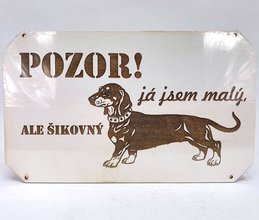 POZOR!
já jsem malý,
ALE ŠIKOVNÝ